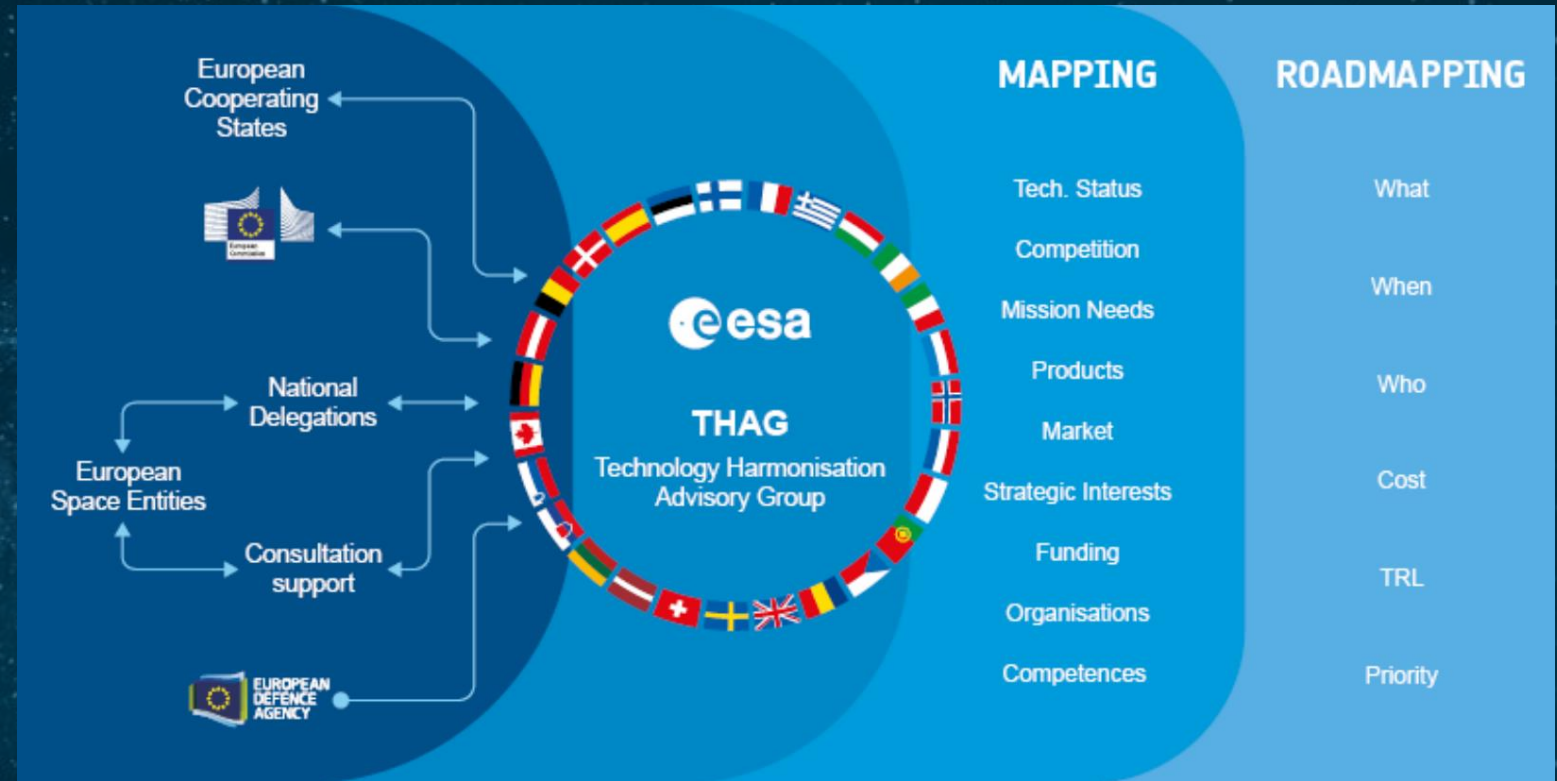 European
Cooperating
States
European
Commission
National
Delegations
European
Space Entities
Consultation
support
EUROPEAN
DEFENCE
AGENCY
esa
THAG
Technology Harmonisation
Advisory Group
MAPPING
Tech. Status
Competition
Mission Needs
Products
Market
Strategic Interests
Funding
Organisations
Competences
ROADMAPPING
What
When
Who
Cost
TRL
Priority